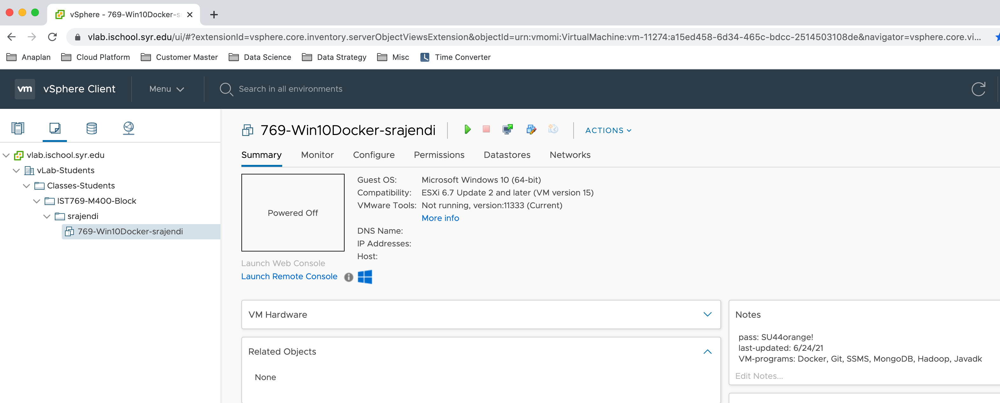 vSphere - 769-Win10Docker-s
vlab.ischool.syr.edu/ui/#?extensionId=vsphere.core.inventory.serverObjectViewsExtension&objectId=urn:vmomi:VirtualMachine:vm-11274:a15ed458-6d34-465c-bdcc-2514503108de&navigator=vsphere.core.vi...
Anaplan Cloud Platform Customer Master Data Science Data Strategy Misc Time Converter
vm vSphere Client Menu Search in all environments
vlab.ischool.syr.edu
vLab-Students
Classes-Students
IST769-M400-Block
srajendi
769-Win10Docker-srajendi
769-Win10Docker-srajendi ACTIONS
Summary Monitor Configure Permissions Datastores Networks
Powered Off
Guest OS: Microsoft Windows 10 (64-bit)
Compatibility: ESXi 6.7 Update 2 and later (VM version 15)
VMware Tools: Not running, version:11333 (Current)
More info
DNS Name:
IP Addresses:
Host:
Launch Web Console
Launch Remote Console
VM Hardware
Related Objects
None
Notes
pass: SU44orange!
last-updated: 6/24/21
VM-programs: Docker, Git, SSMS, MongoDB, Hadoop, Javadk
Edit Notes...